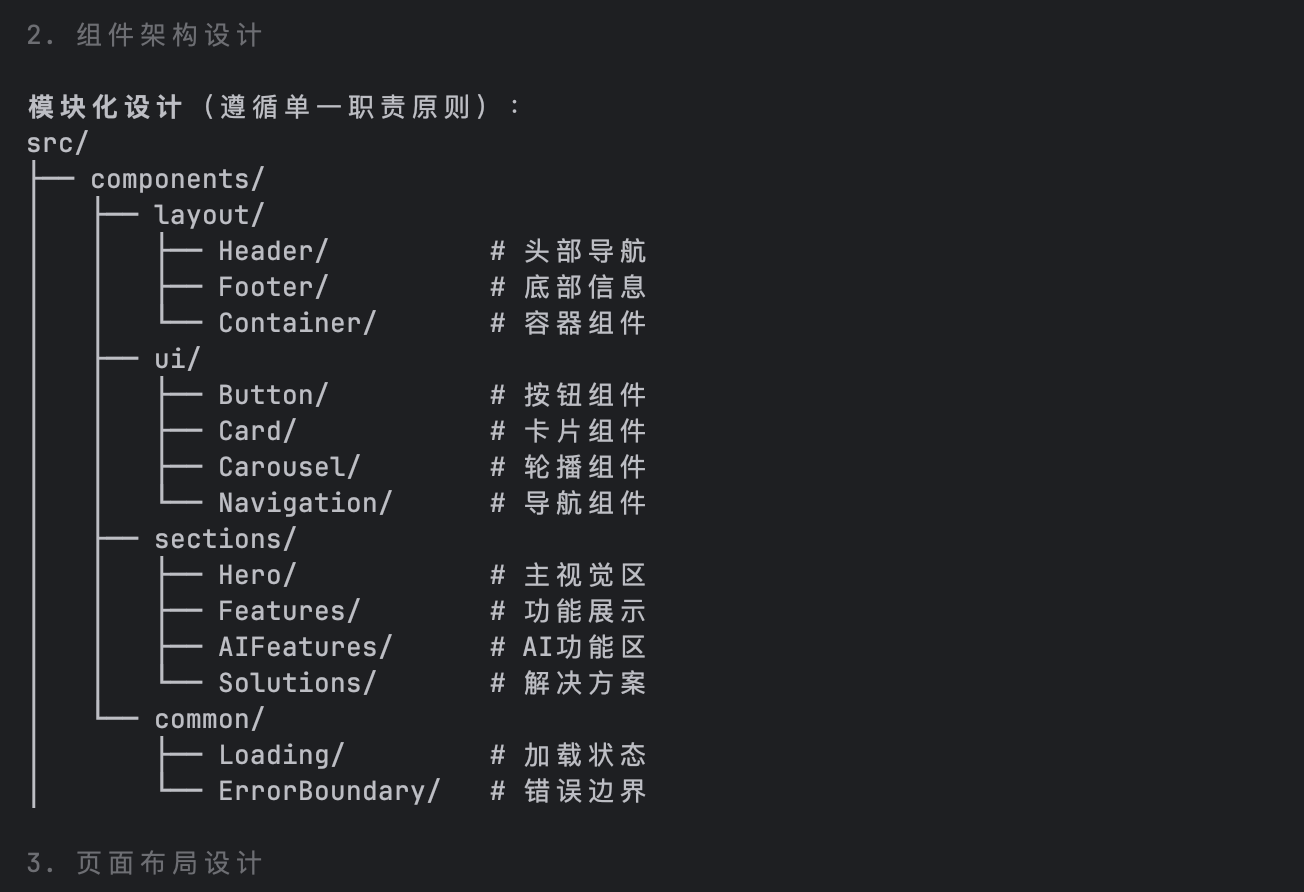 2. 组件架构设计
模块化设计（遵循单一职责原则）：
src/
├── components/
│   ├── layout/
│   │   ├── Header/          # 头部导航
│   │   ├── Footer/          # 底部信息
│   │   └── Container/       # 容器组件
│   ├── ui/
│   │   ├── Button/          # 按钮组件
│   │   ├── Card/            # 卡片组件
│   │   ├── Carousel/        # 轮播组件
│   │   └── Navigation/      # 导航组件
│   ├── sections/
│   │   ├── Hero/            # 主视觉区
│   │   ├── Features/        # 功能展示
│   │   ├── AIFeatures/      # AI功能区
│   │   └── Solutions/       # 解决方案
│   └── common/
│       ├── Loading/         # 加载状态
│       └── ErrorBoundary/   # 错误边界
3. 页面布局设计